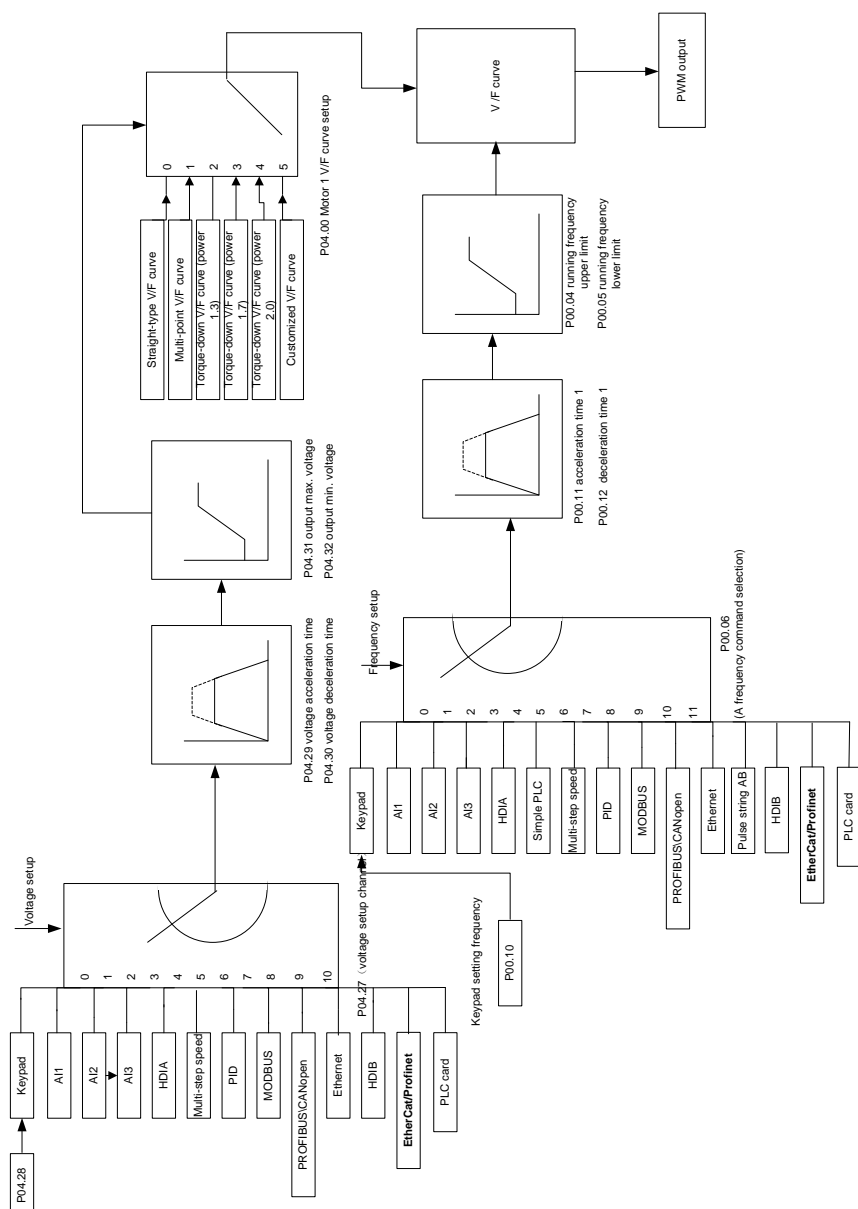 P04.28
Keypad
AI1
AI2
AI3
HDIA
Multi-step speed
PID
MODBUS
PROFIBUS\CANopen
Ethernet
HDIB
EtherCat/Profinet
PLC card
Voltage setup
0
1
2
3
4
5
6
7
8
9
10
P04.27（voltage setup channel
P04.29 voltage acceleration time
P04.30 voltage deceleration time
P04.31 output max. voltage
P04.32 output min. voltage
Straight-type V/F curve
Multi-point V/F curve
Torque-down V/F curve (power
1.3)
Torque-down V/F curve (power
1.7)
Torque-down V/F curve (power
2.0)
Customized V/F curve
0
1
2
3
4
5
P04.00 Motor 1 V/F curve setup
Keypad setting frequency
P00.10
Keypad
AI1
AI2
AI3
HDIA
Simple PLC
Multi-step speed
PID
MODBUS
PROFIBUS\CANopen
Ethernet
Pulse string AB
HDIB
EtherCat/Profinet
PLC card
Frequency setup
0
1
2
3
4
5
6
7
8
9
10
11
P00.06
(A frequency command selection)
P00.11 acceleration time 1
P00.12 deceleration time 1
P00.04 running frequency
upper limit
P00.05 running frequency
lower limit
V /F curve
PWM output